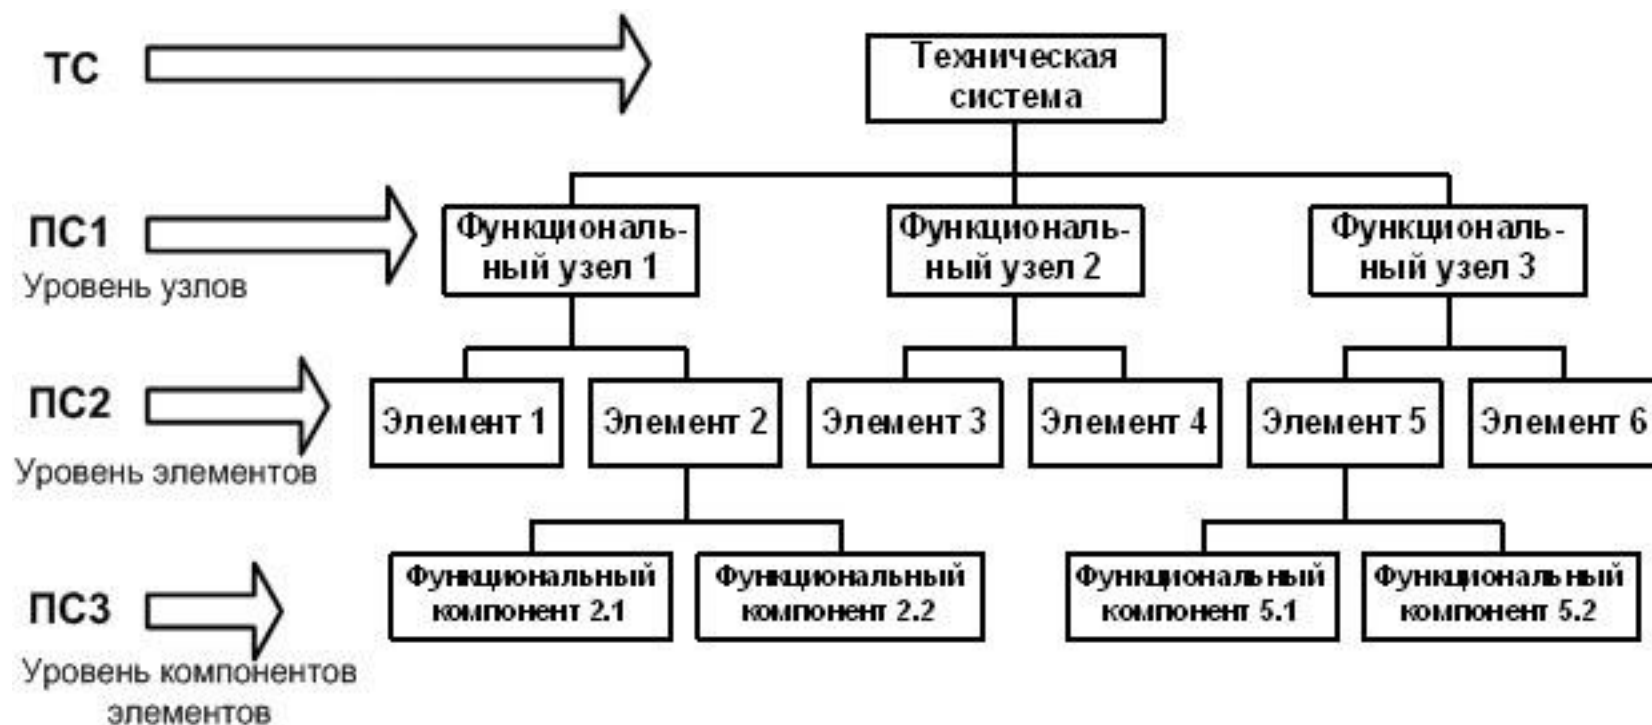 ТС
Техническая
система
ПС1
Уровень узлов
Функциональ-
ный узел 1
Функциональ-
ный узел 2
Функциональ-
ный узел 3
ПС2
Уровень элементов
Элемент 1
Элемент 2
Элемент 3
Элемент 4
Элемент 5
Элемент 6
ПС3
Уровень компонентов
элементов
Функциональный
компонент 2.1
Функциональный
компонент 2.2
Функциональный
компонент 5.1
Функциональный
компонент 5.2